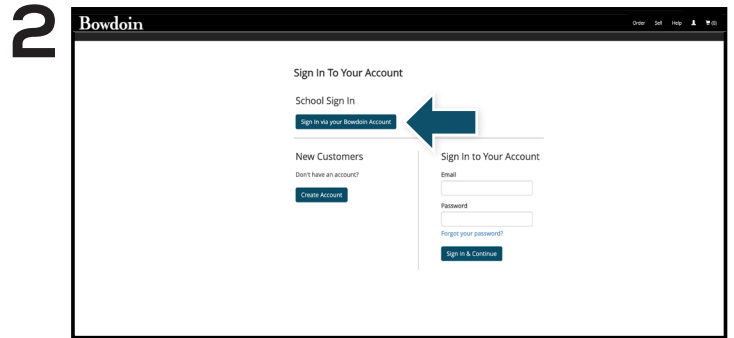 2
Bowdoin
Order Sell Help (0)
Sign In To Your Account
School Sign In
Sign In via your Bowdoin Account
New Customers
Don't have an account?
Create Account
Sign In to Your Account
Email
Password
Forgot your password?
Sign In & Continue